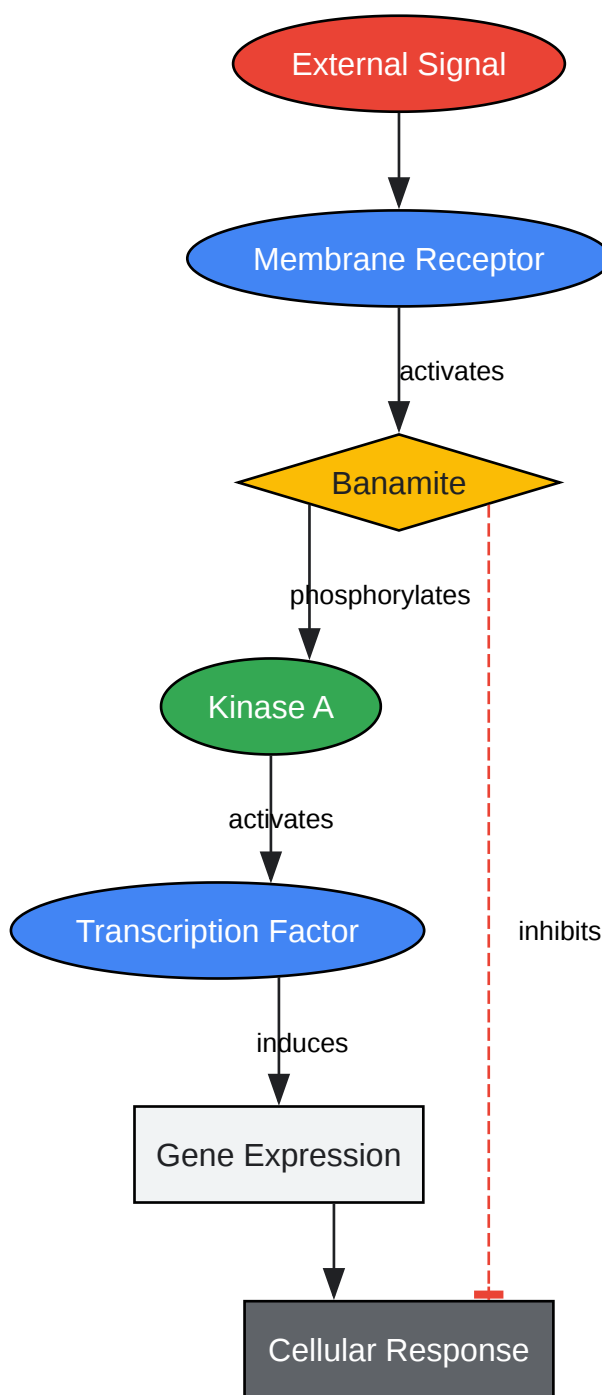 External Signal
Membrane Receptor
activates
Banamite
phosphorylates
Kinase A
activates
Transcription Factor
inhibits
induces
Gene Expression
Cellular Response